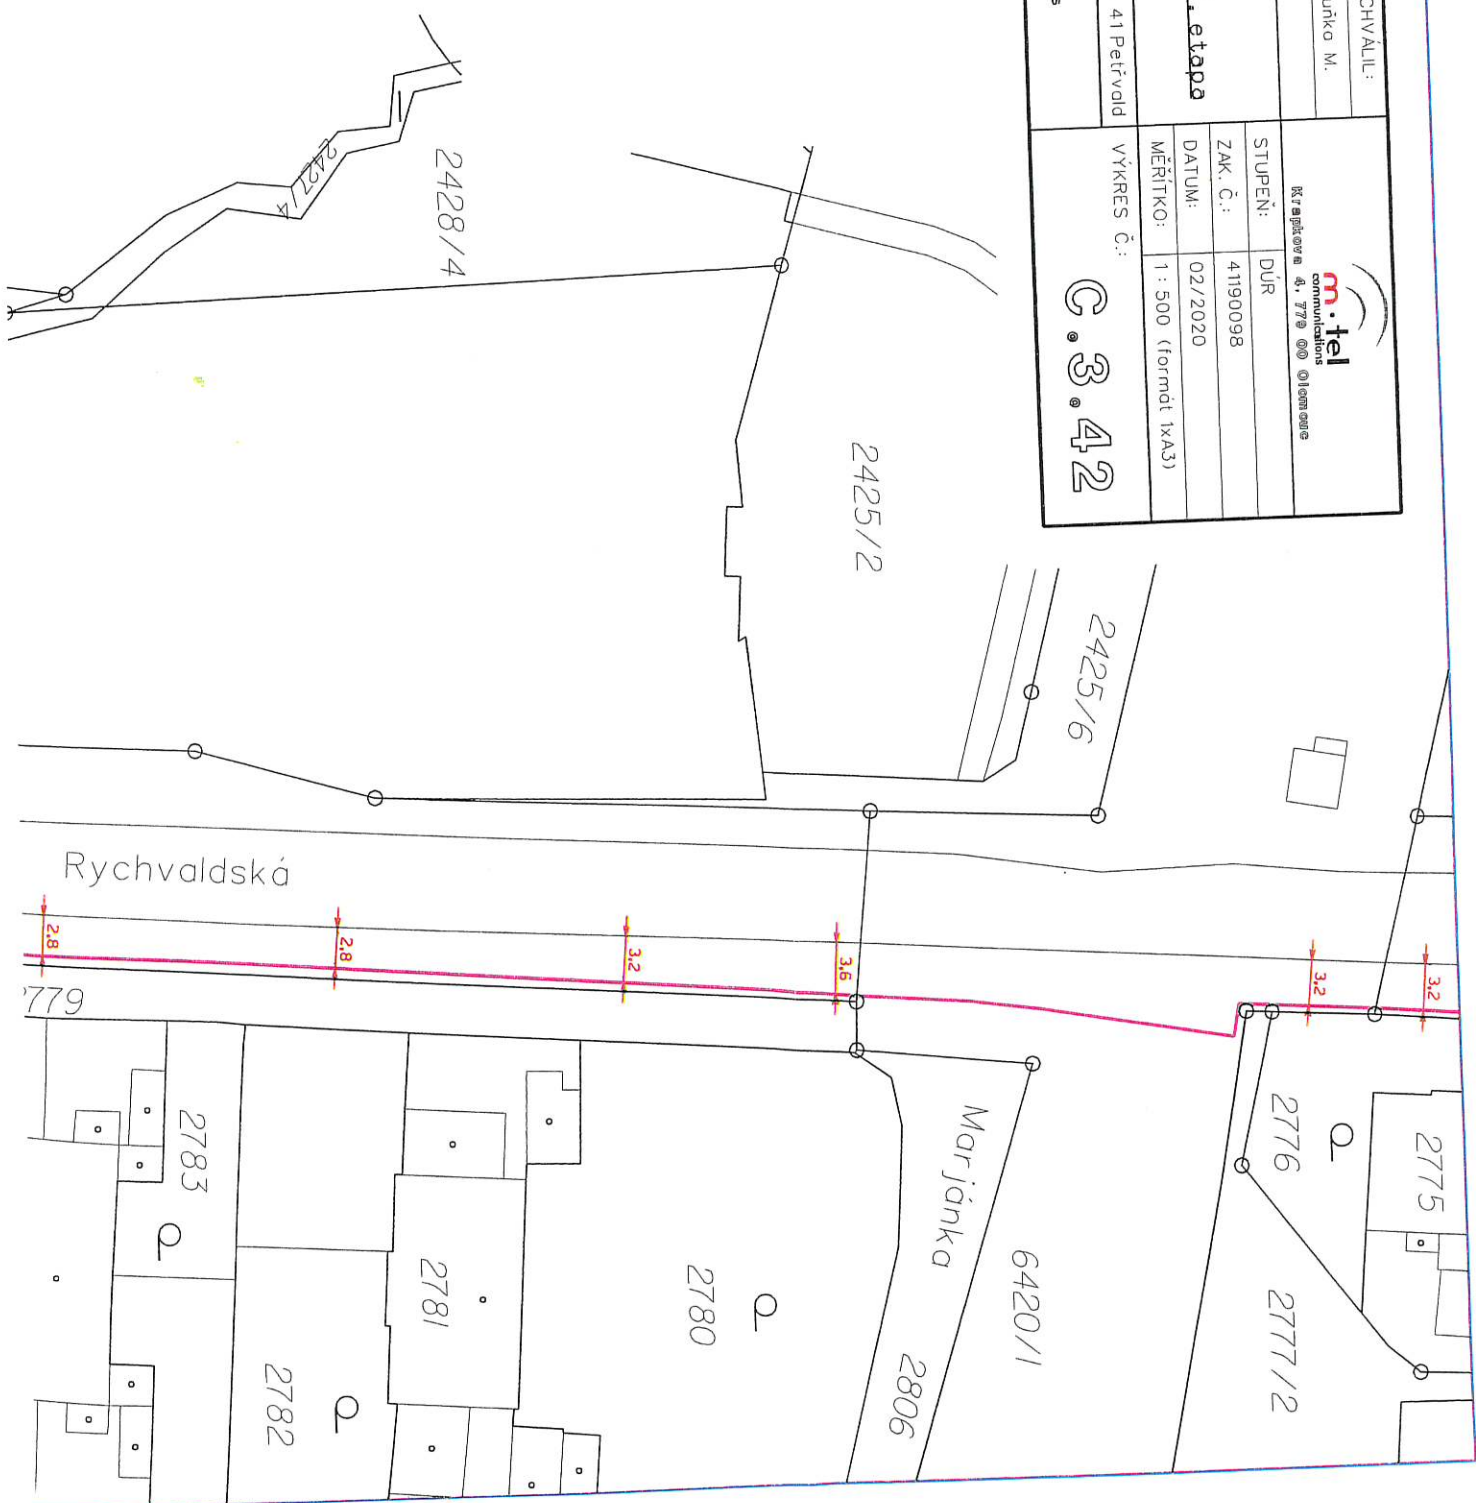 CHVÁLIL:
uňka M.
. etapa
41 Petřvald
m·tel
communications
Krapkova 4, 779 00 Olomouc
STUPEŇ: DÚR
ZAK. Č.: 41190098
DATUM: 02/2020
MĚŘÍTKO: 1 : 500 (formát 1xA3)
VÝKRES Č.:
C.3.42
2427/4
2428/4
2425/2
2425/6
Rychvaldská
2,8
2,8
3,2
3,6
3,2
3,2
779
2783
2782
2781
2780
2806
Marjánka
6420/1
2777/2
2776
2775